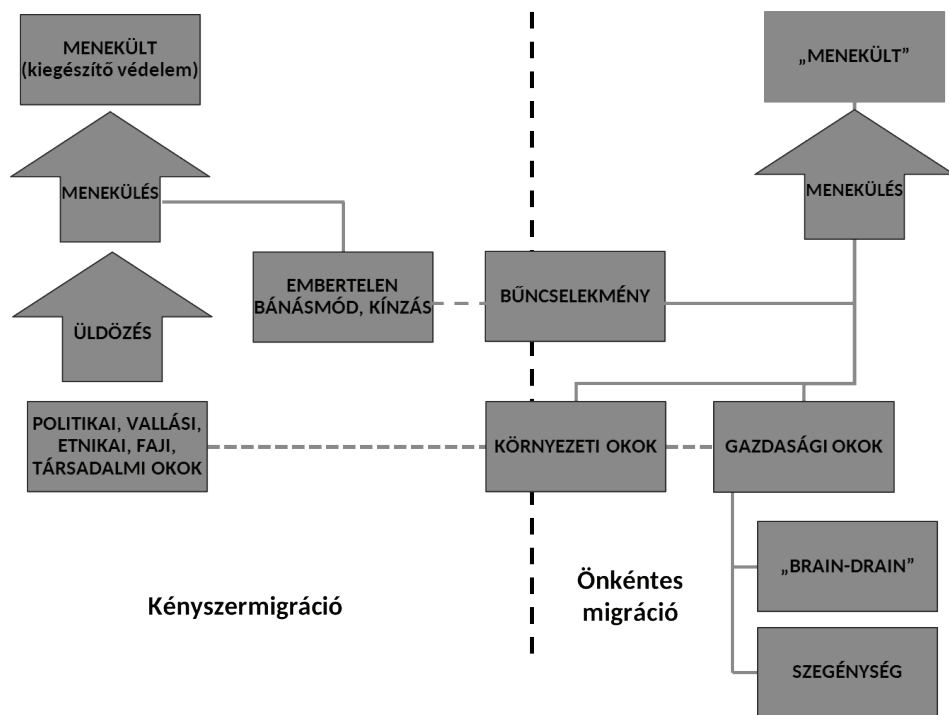 MENEKÜLT
(kiegészítő védelem)
„MENEKÜLT”
MENEKÜLÉS
MENEKÜLÉS
EMBERTELEN
BÁNÁSMÓD, KÍNZÁS
BŰNCSELEKMÉNY
ÜLDÖZÉS
POLITIKAI, VALLÁSI,
ETNIKAI, FAJI,
TÁRSADALMI OKOK
KÖRNYEZETI OKOK
GAZDASÁGI OKOK
„BRAIN-DRAIN”
Kényszermigráció
Önkéntes
migráció
SZEGÉNYSÉG